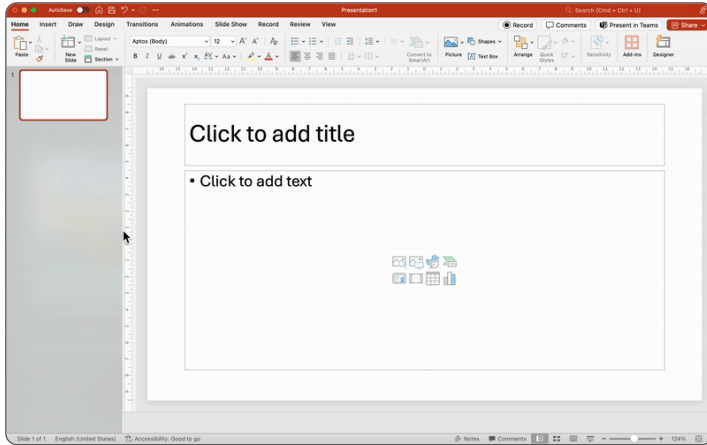 AutoSave
Presentation1
Search (Cmd + Ctrl + U)
Home Insert Draw Design Transitions Animations Slide Show Record Review View
Record Comments Present in Teams Share
Paste
New Slide
Layout
Reset
Section
Aptos (Body) 12
Convert to SmartArt
Picture
Shapes
Text Box
Arrange
Quick Styles
Sensitivity
Add-ins
Designer
1
Click to add title
• Click to add text
Slide 1 of 1 English (United States) Accessibility: Good to go Notes Comments 124%